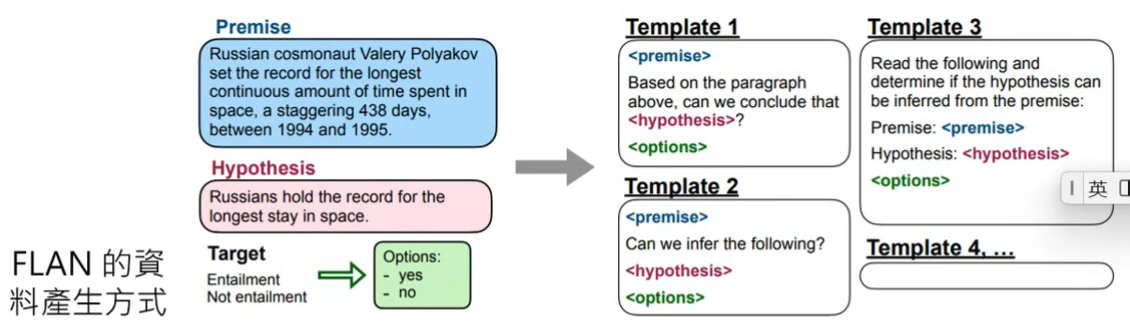 Premise
Russian cosmonaut Valery Polyakov
set the record for the longest
continuous amount of time spent in
space, a staggering 438 days,
between 1994 and 1995.
Hypothesis
Russians hold the record for the
longest stay in space.
Target
Entailment
Not entailment
Options:
- yes
- no
FLAN 的資
料產生方式
Template 1
<premise>
Based on the paragraph
above, can we conclude that
<hypothesis>?
<options>
Template 2
<premise>
Can we infer the following?
<hypothesis>
<options>
Template 3
Read the following and
determine if the hypothesis can
be inferred from the premise:
Premise: <premise>
Hypothesis: <hypothesis>
<options>
Template 4, ...
英